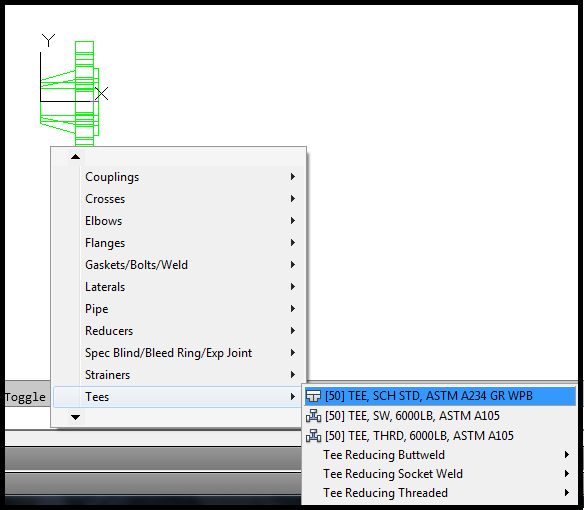 Y
X
Couplings
Crosses
Elbows
Flanges
Gaskets/Bolts/Weld
Laterals
Pipe
Reducers
Spec Blind/Bleed Ring/Exp Joint
Strainers
Toggle
Tees
[50] TEE, SCH STD, ASTM A234 GR WPB
[50] TEE, SW, 6000LB, ASTM A105
[50] TEE, THRD, 6000LB, ASTM A105
Tee Reducing Buttweld
Tee Reducing Socket Weld
Tee Reducing Threaded